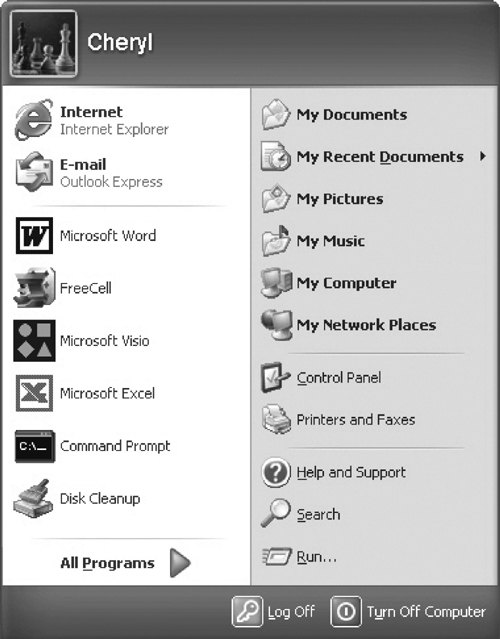 Cheryl
Internet
Internet Explorer
E-mail
Outlook Express
Microsoft Word
FreeCell
Microsoft Visio
Microsoft Excel
Command Prompt
Disk Cleanup
All Programs
My Documents
My Recent Documents
My Pictures
My Music
My Computer
My Network Places
Control Panel
Printers and Faxes
Help and Support
Search
Run...
Log Off
Turn Off Computer